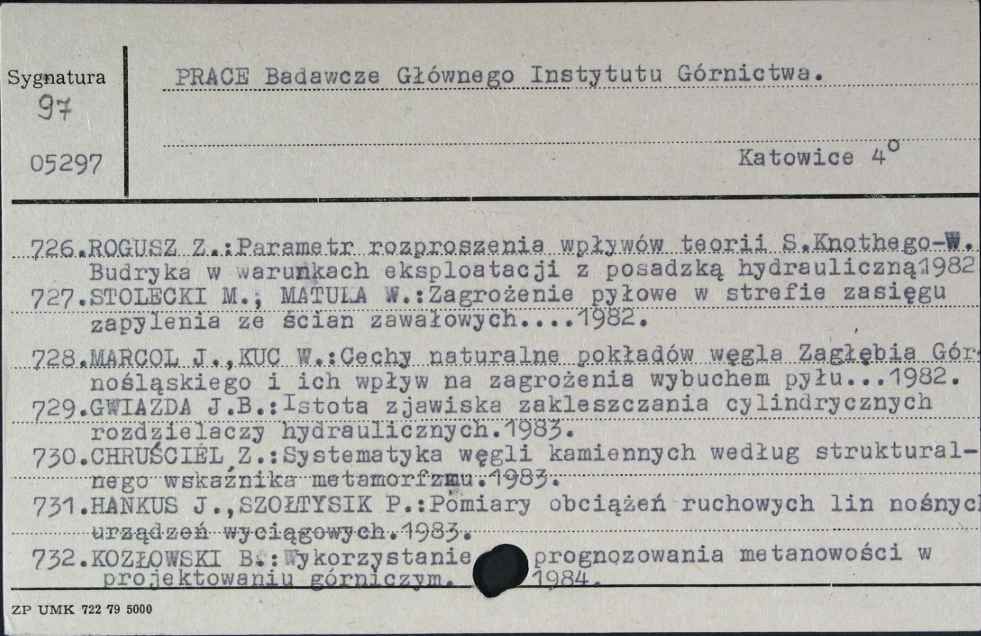 Sygnatura
97
05297
PRACE Badawcze Głównego Instytutu Górnictwa.
Katowice 4°
726.ROGUSZ Z.:Parametr rozproszenia wpływów teorii S.Knothego-W.
Budryka w warunkach eksploatacji z posadzką hydrauliczną1982
727.STOLECKI M., MATULA W.:Zagrożenie pyłowe w strefie zasięgu
zapylenia ze ścian zawałowych....1982.
728.MARCOL J.,KUC W.:Cechy naturalne pokładów węgla Zagłębia Gór-
nośląskiego i ich wpływ na zagrożenia wybuchem pyłu...1982.
729.GWIAZDA J.B.:Istota zjawiska zakleszczania cylindrycznych
rozdzielaczy hydraulicznych.1983.
730.CHRUŚCIEL Z.:Systematyka węgli kamiennych według struktural-
nego wskaźnika metamorfzmu.1983.
731.HANKUS J.,SZOŁTYSIK P.:Pomiary obciążeń ruchowych lin nośnych
urządzeń wyciągowych.1983.
732.KOZŁOWSKI B.:Wykorzystanie prognozowania metanowości w
projektowaniu górniczym. 1984.
ZP UMK 722 79 5000